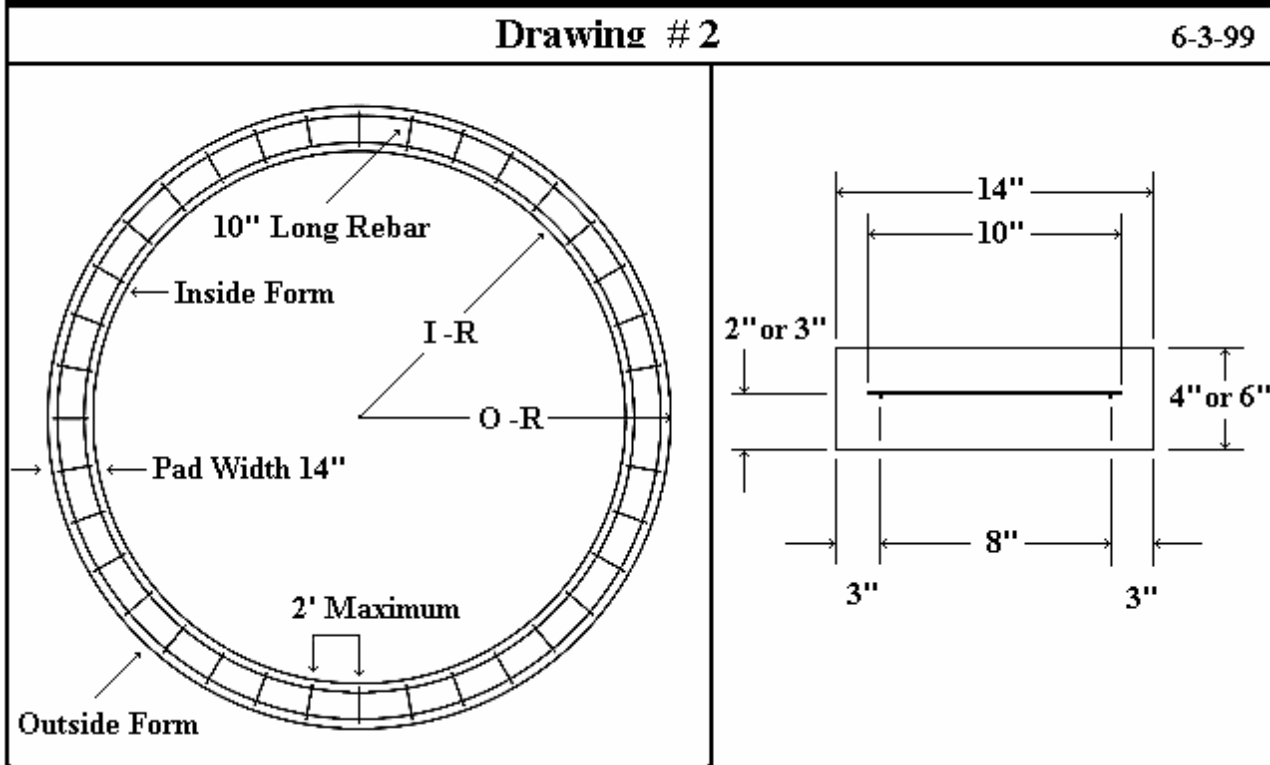 Drawing # 2
6-3-99
10" Long Rebar
Inside Form
I -R
O -R
Pad Width 14"
2' Maximum
Outside Form
14"
10"
2" or 3"
4" or 6"
8"
3"
3"